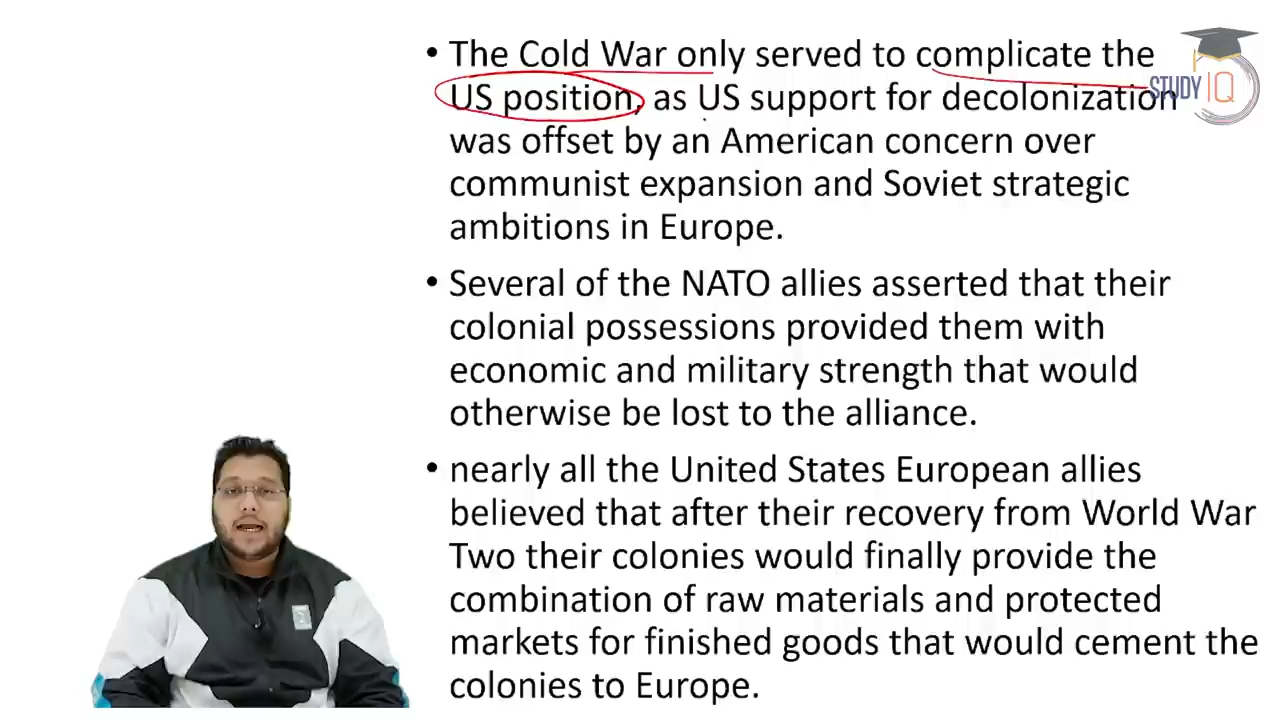 • The Cold War only served to complicate the
US position, as US support for decolonization
was offset by an American concern over
communist expansion and Soviet strategic
ambitions in Europe.
• Several of the NATO allies asserted that their
colonial possessions provided them with
economic and military strength that would
otherwise be lost to the alliance.
• nearly all the United States European allies
believed that after their recovery from World War
Two their colonies would finally provide the
combination of raw materials and protected
markets for finished goods that would cement the
colonies to Europe.
STUDY IQ